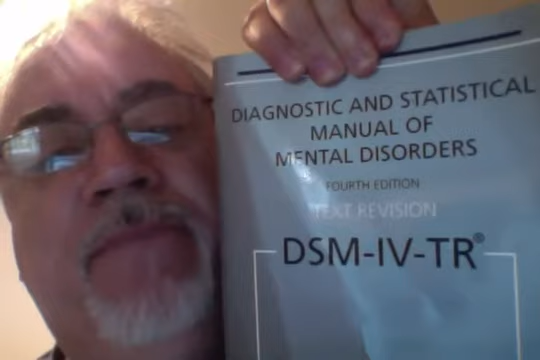 DIAGNOSTIC AND STATISTICAL
MANUAL OF
MENTAL DISORDERS
FOURTH EDITION
TEXT REVISION
DSM-IV-TR®